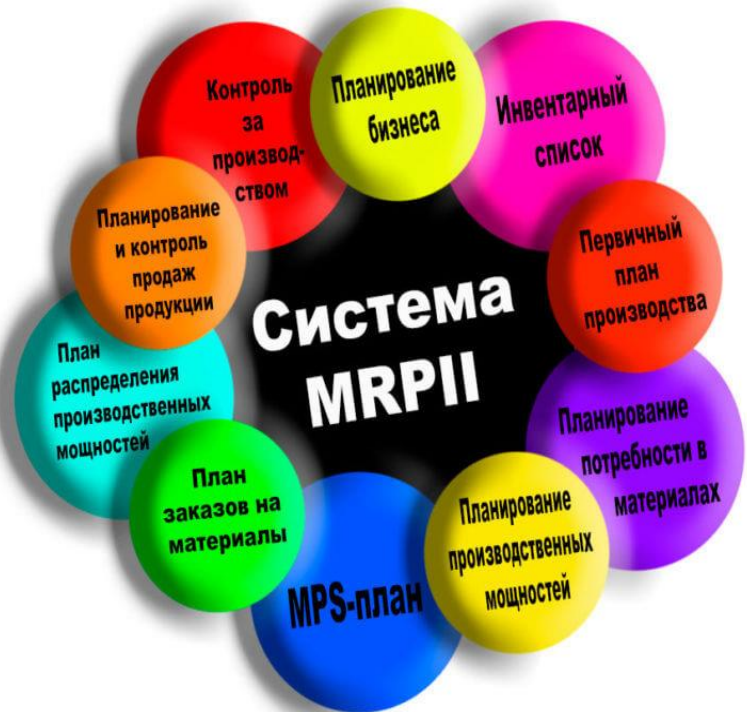 Контроль
за
производ-
ством
Планирование
бизнеса
Инвентарный
список
Планирование
и контроль
продаж
продукции
Первичный
план
производства
Система
MRPII
План
распределения
производственных
мощностей
Планирование
потребности в
материалах
План
заказов на
материалы
Планирование
производственных
мощностей
MPS-план